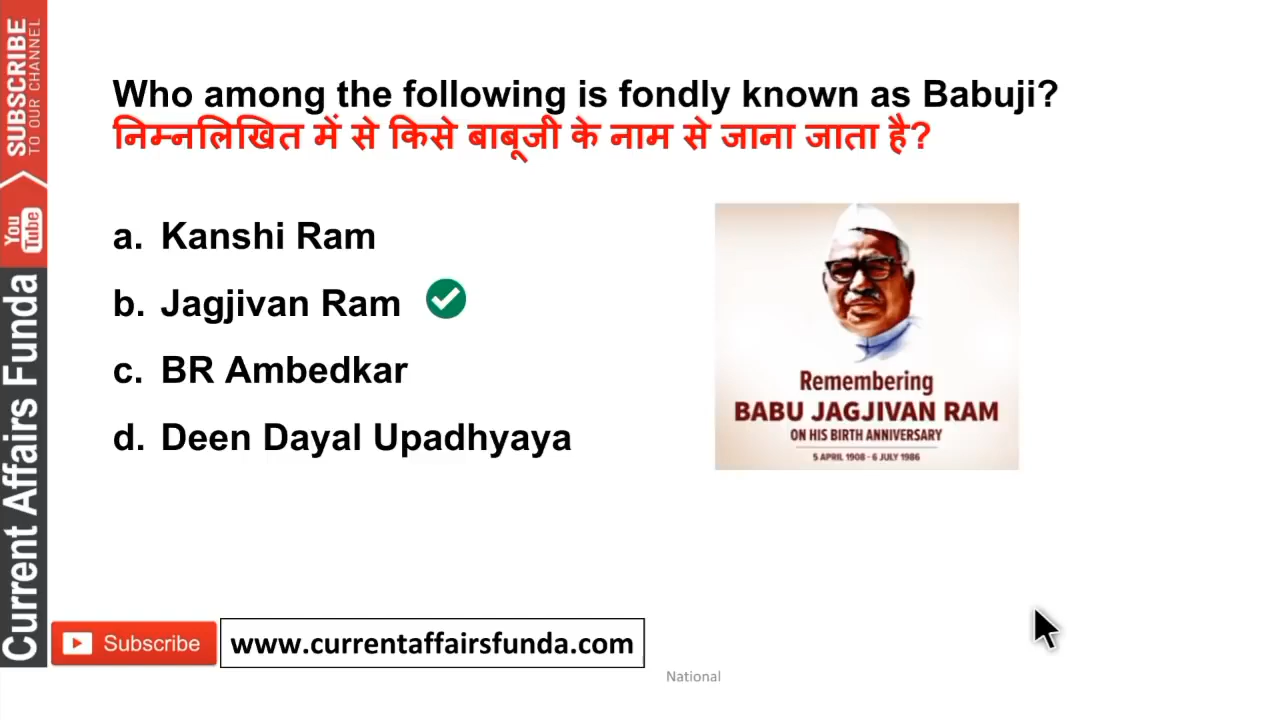 SUBSCRIBE
TO OUR CHANNEL
You Tube
Current Affairs Funda
Who among the following is fondly known as Babuji?
निम्नलिखित में से किसे बाबूजी के नाम से जाना जाता है?
a. Kanshi Ram
b. Jagjivan Ram
c. BR Ambedkar
d. Deen Dayal Upadhyaya
Remembering
BABU JAGJIVAN RAM
ON HIS BIRTH ANNIVERSARY
5 APRIL 1908 - 6 JULY 1986
Subscribe
www.currentaffairsfunda.com
National